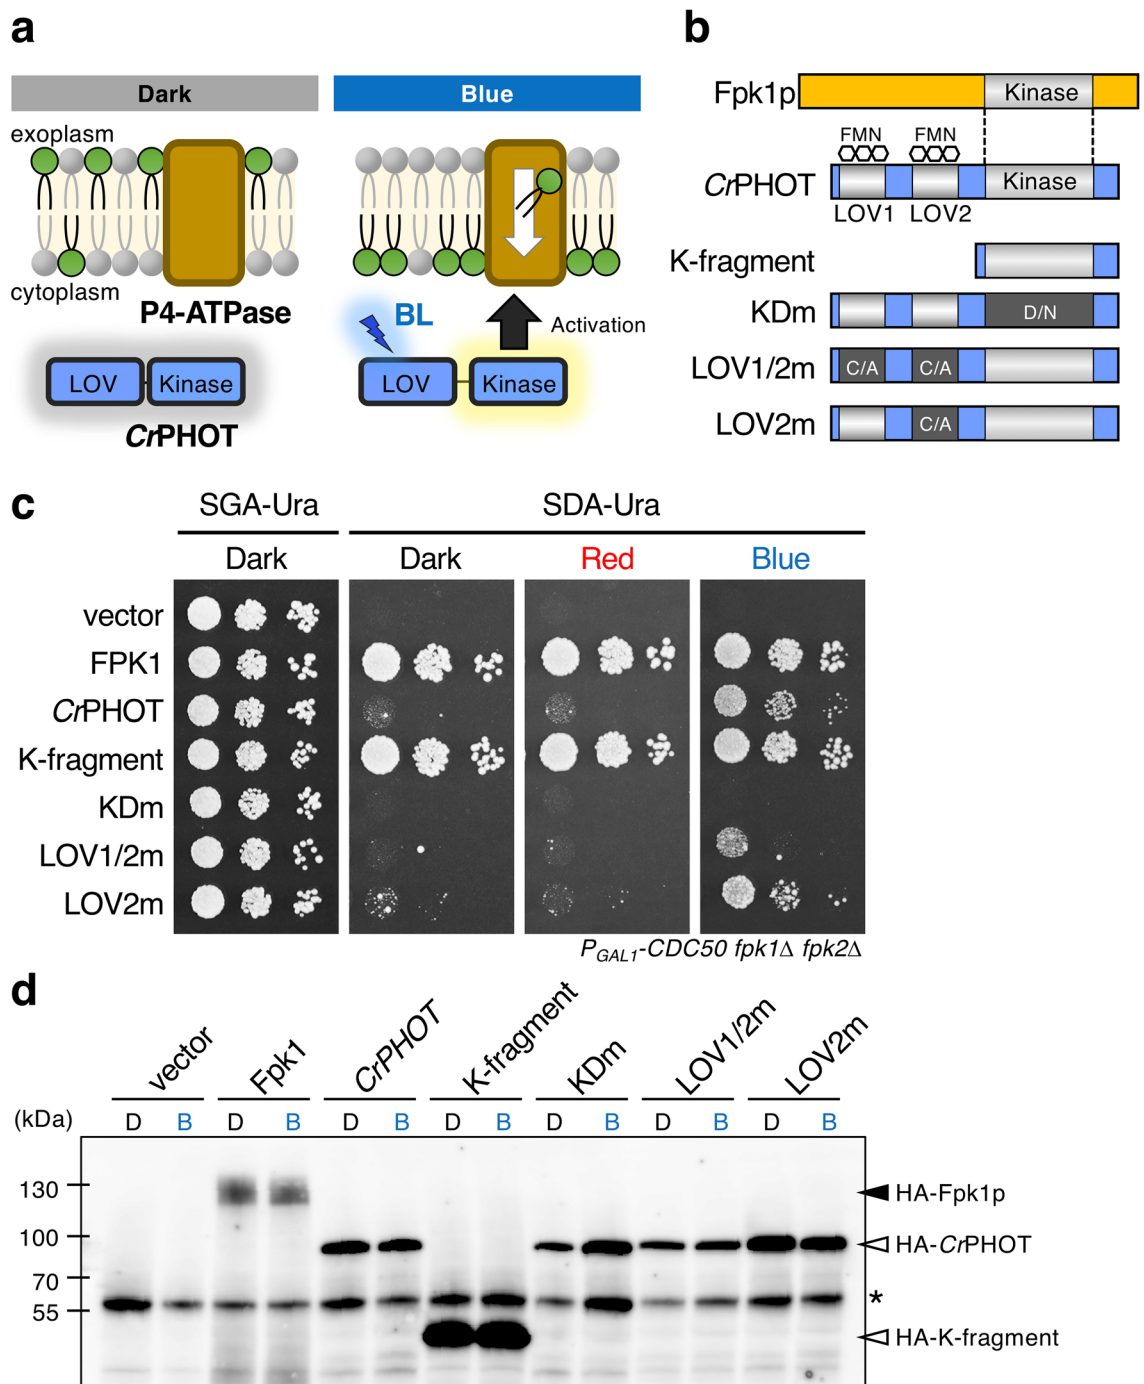 a
Dark
Blue
exoplasm
cytoplasm
P4-ATPase
BL
Activation
LOV
Kinase
LOV
Kinase
CrPHOT
b
Fpk1p
Kinase
FMN
FMN
CrPHOT
Kinase
LOV1
LOV2
K-fragment
KDm
D/N
LOV1/2m
C/A
C/A
LOV2m
C/A
c
SGA-Ura
SDA-Ura
Dark
Dark
Red
Blue
vector
FPK1
CrPHOT
K-fragment
KDm
LOV1/2m
LOV2m
PGAL1-CDC50 fpk1Δ fpk2Δ
d
vector
Fpk1
CrPHOT
K-fragment
KDm
LOV1/2m
LOV2m
(kDa)
D B D B D B D B D B D B D B
130
HA-Fpk1p
100
HA-CrPHOT
70
*
55
HA-K-fragment